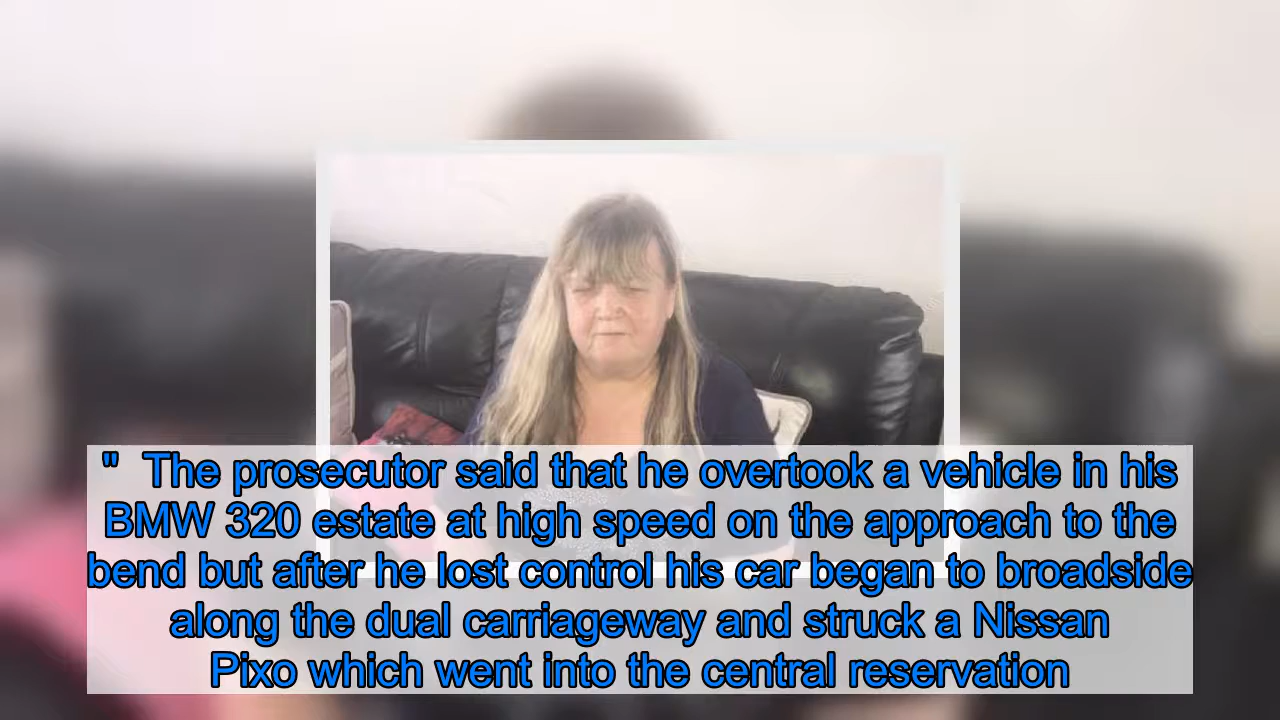 "  The prosecutor said that he overtook a vehicle in his
BMW 320 estate at high speed on the approach to the
bend but after he lost control his car began to broadside
along the dual carriageway and struck a Nissan
Pixo which went into the central reservation